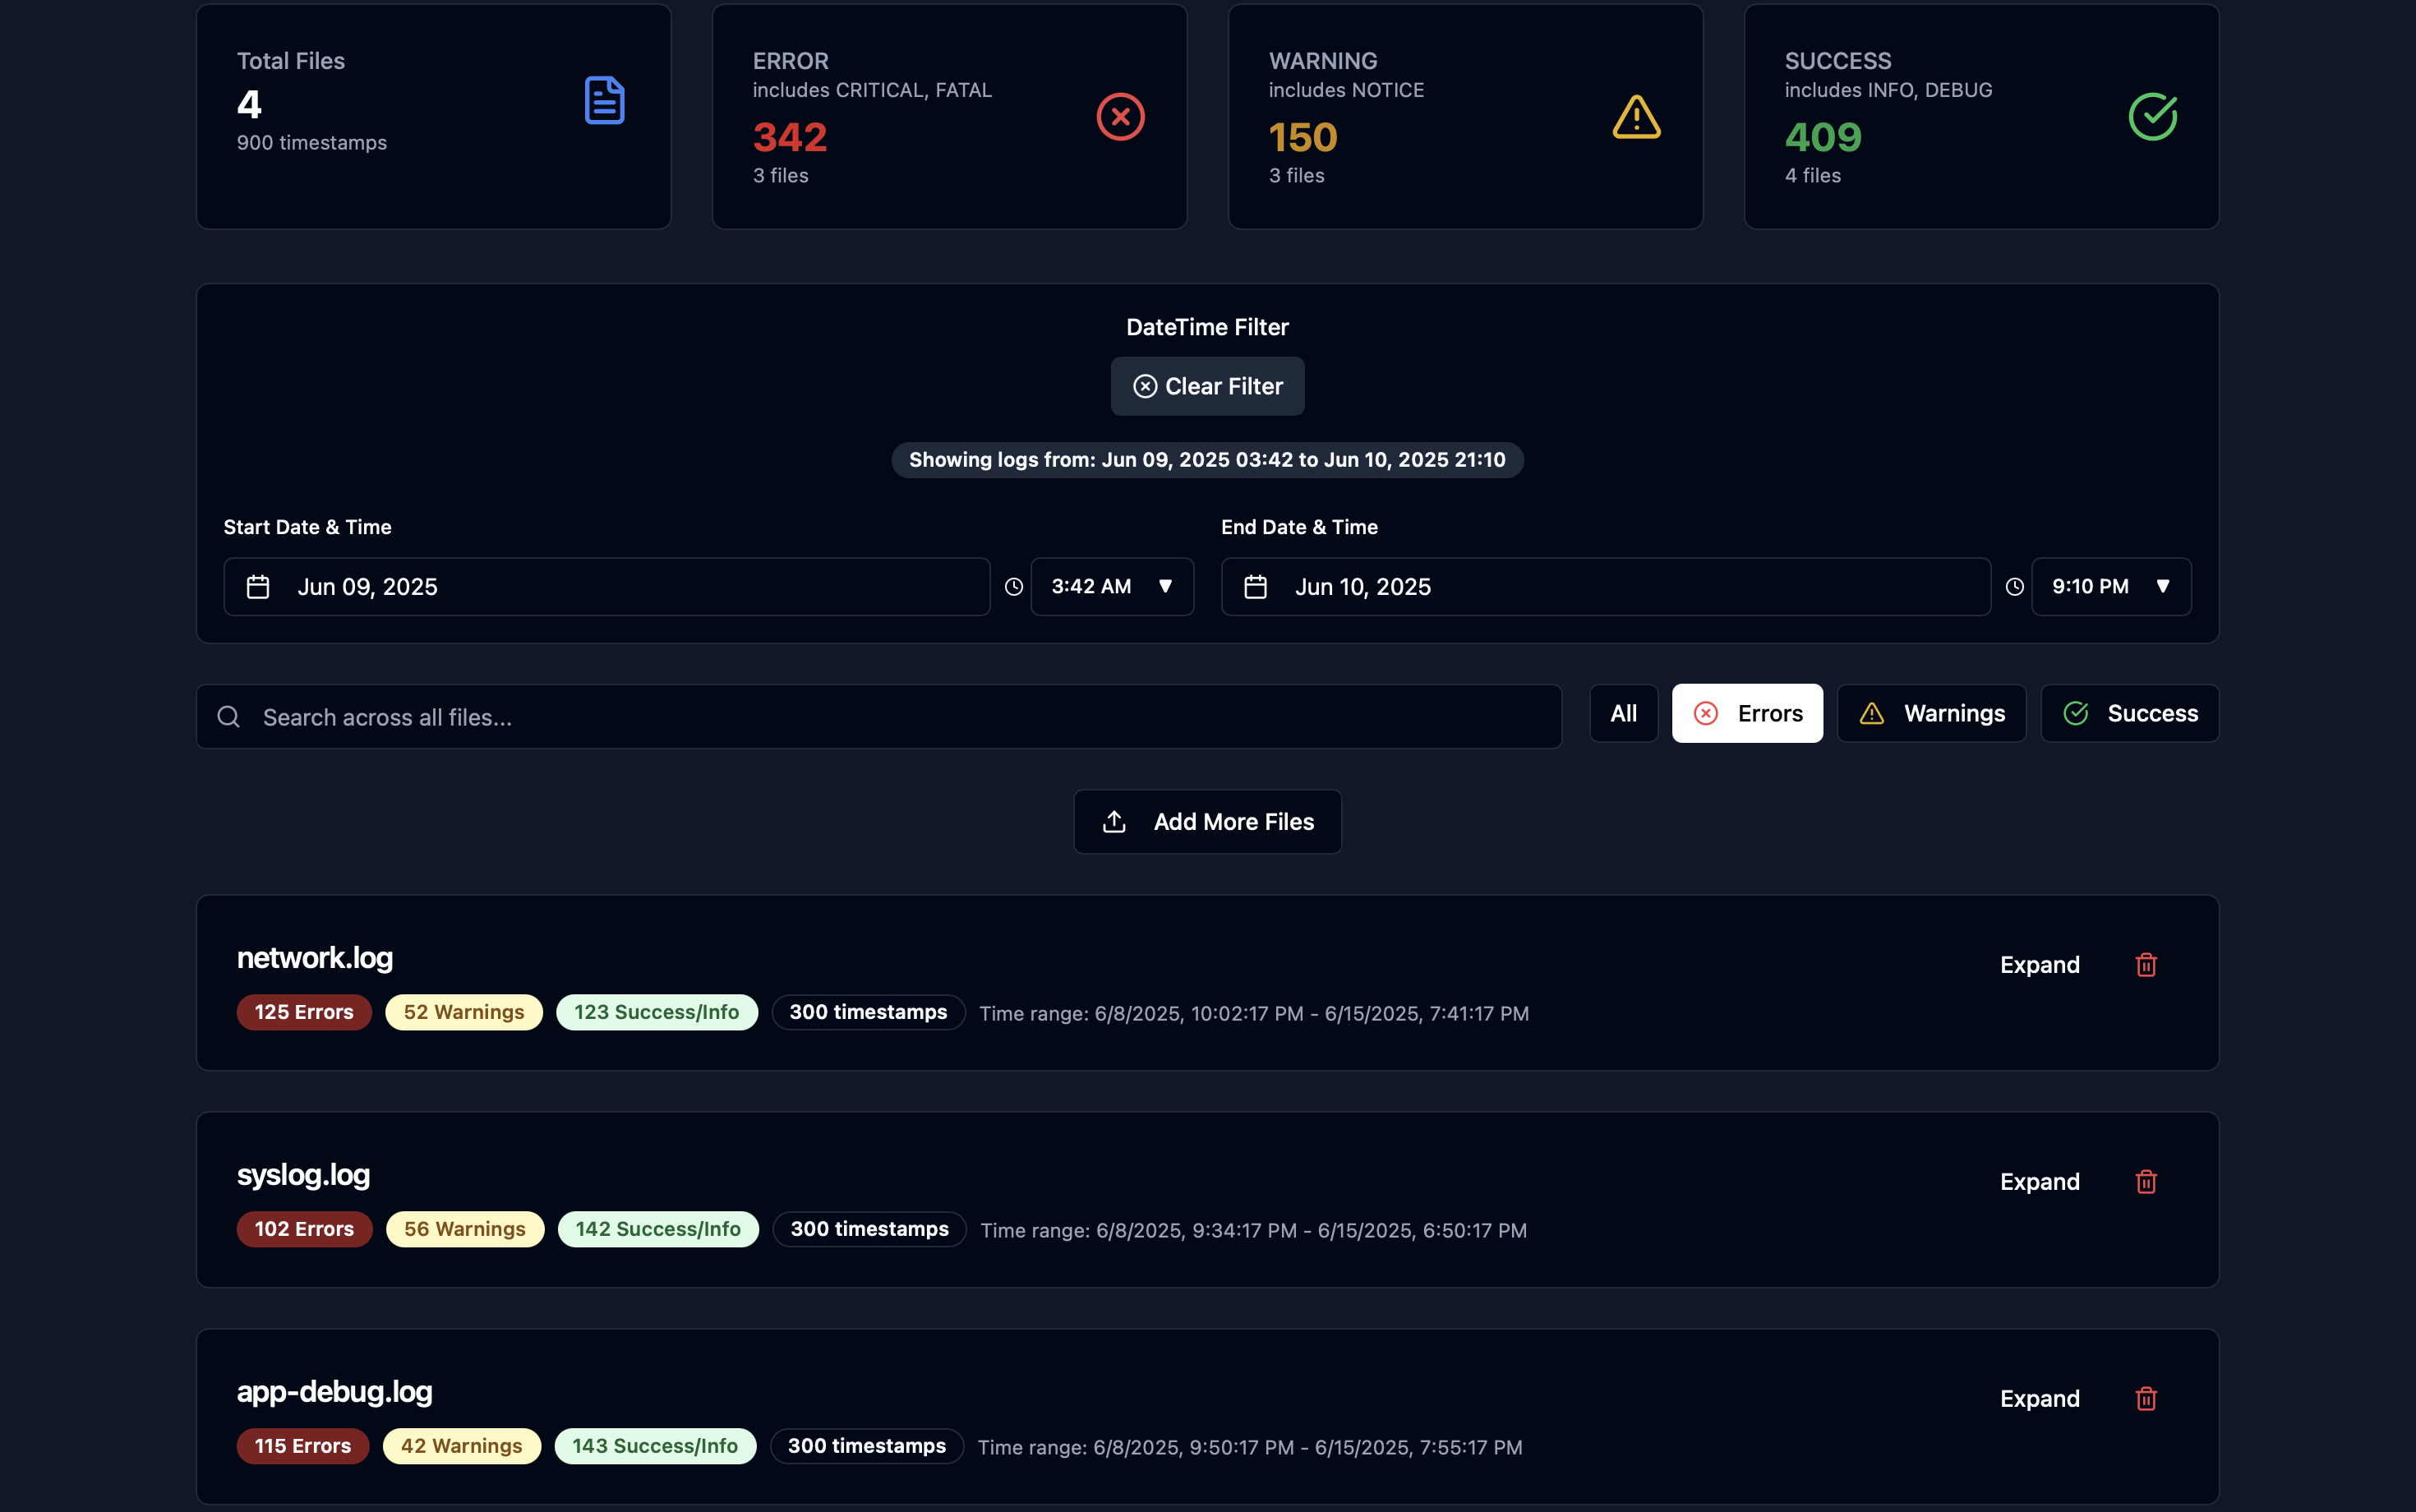 Total Files
4
900 timestamps
ERROR
includes CRITICAL, FATAL
342
3 files
WARNING
includes NOTICE
150
3 files
SUCCESS
includes INFO, DEBUG
409
4 files
DateTime Filter
Clear Filter
Showing logs from: Jun 09, 2025 03:42 to Jun 10, 2025 21:10
Start Date & Time
Jun 09, 2025
3:42 AM ▼
End Date & Time
Jun 10, 2025
9:10 PM ▼
Search across all files...
All
Errors
Warnings
Success
Add More Files
network.log
Expand
125 Errors 52 Warnings 123 Success/Info 300 timestamps Time range: 6/8/2025, 10:02:17 PM - 6/15/2025, 7:41:17 PM
syslog.log
Expand
102 Errors 56 Warnings 142 Success/Info 300 timestamps Time range: 6/8/2025, 9:34:17 PM - 6/15/2025, 6:50:17 PM
app-debug.log
Expand
115 Errors 42 Warnings 143 Success/Info 300 timestamps Time range: 6/8/2025, 9:50:17 PM - 6/15/2025, 7:55:17 PM